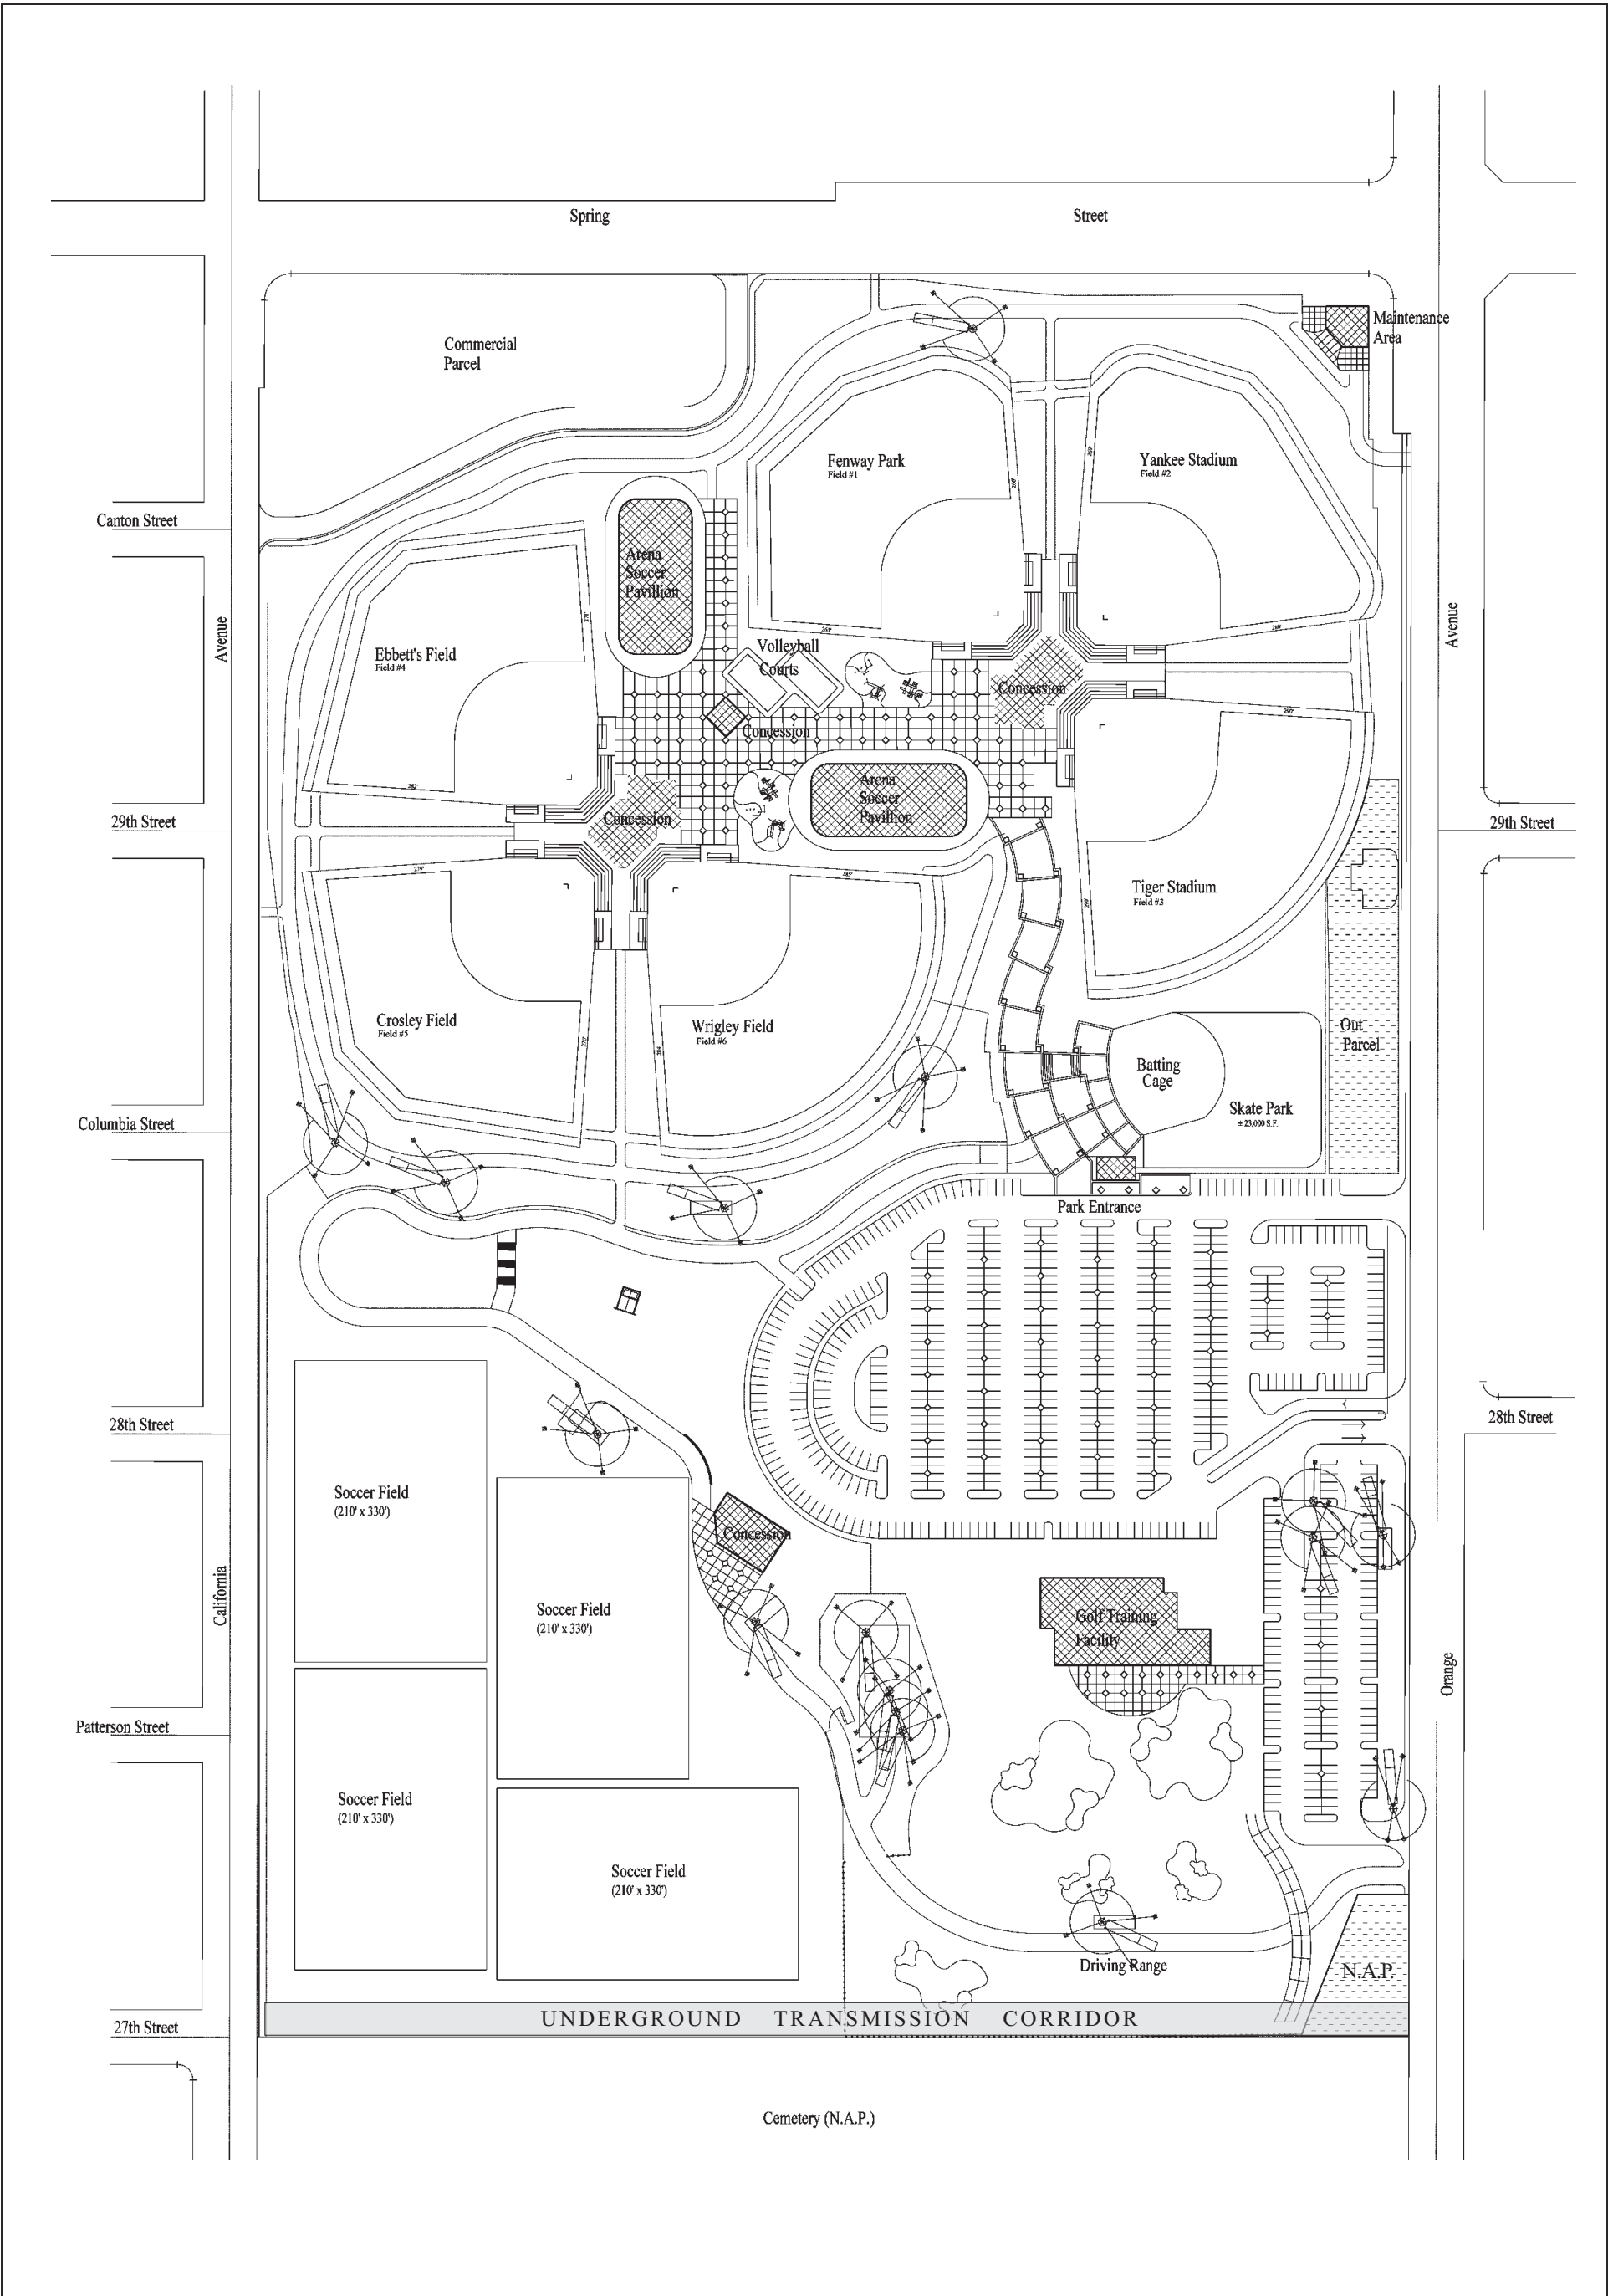 Spring Street
Maintenance
Area
Commercial
Parcel
Fenway Park
Field #1
260'
260'
Yankee Stadium
Field #2
Canton Street
Arena
Soccer
Pavillion
Avenue
Avenue
Ebbett's Field
Field #4
Volleyball
Courts
Concession
Concession
Arena
Soccer
Pavillion
29th Street
Concession
29th Street
279'
285'
Tiger Stadium
Field #3
Crosley Field
Field #5
Wrigley Field
Field #6
Out
Parcel
Batting
Cage
Skate Park
± 23,000 S.F.
Columbia Street
Park Entrance
28th Street
28th Street
Soccer Field
(210' x 330')
Concession
California
Soccer Field
(210' x 330')
Golf Training
Facility
Orange
Patterson Street
Soccer Field
(210' x 330')
Soccer Field
(210' x 330')
Driving Range
N.A.P.
UNDERGROUND TRANSMISSION CORRIDOR
27th Street
Cemetery (N.A.P.)